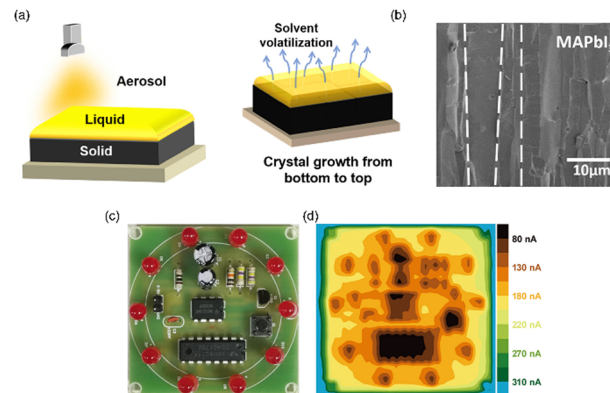 (a)
Aerosol
Liquid
Solid
Solvent
volatilization
Crystal growth from
bottom to top
(b)
MAPbI
10μm
(c)
(d)
80 nA
130 nA
180 nA
220 nA
270 nA
310 nA